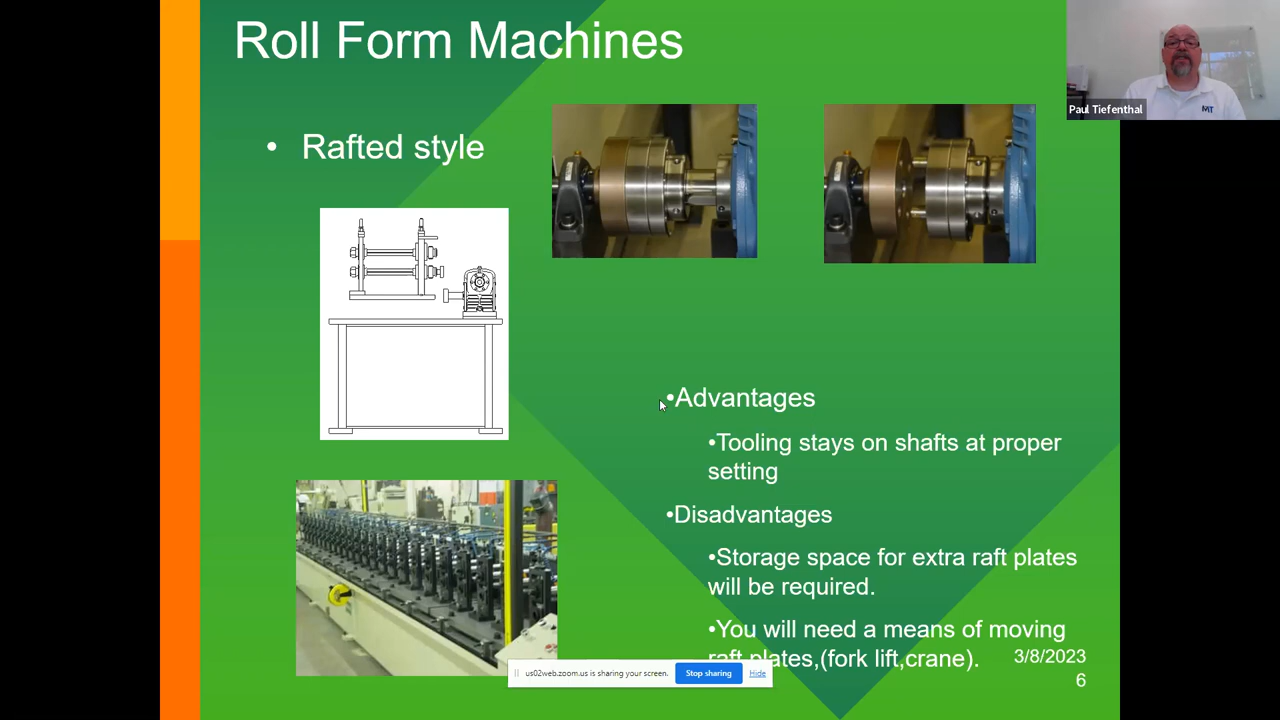 Roll Form Machines
Paul Tiefenthal
MT
• Rafted style
•Advantages
•Tooling stays on shafts at proper
setting
•Disadvantages
•Storage space for extra raft plates
will be required.
•You will need a means of moving
raft plates,(fork lift,crane).
3/8/2023
6
us02web.zoom.us is sharing your screen.
Stop sharing
Hide